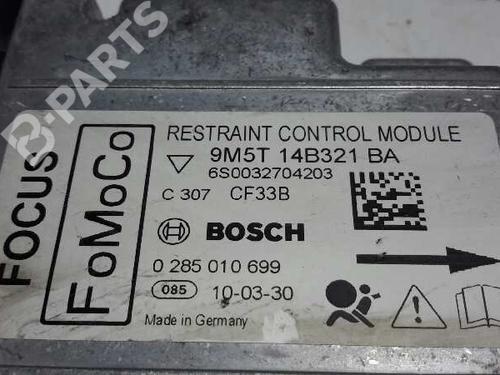 B-PARTS
FOCUS
FoMoCo
RESTRAINT CONTROL MODULE
9M5T 14B321 BA
6S0032704203
C 307 CF33B
BOSCH
0 285 010 699
085 10-03-30
Made in Germany